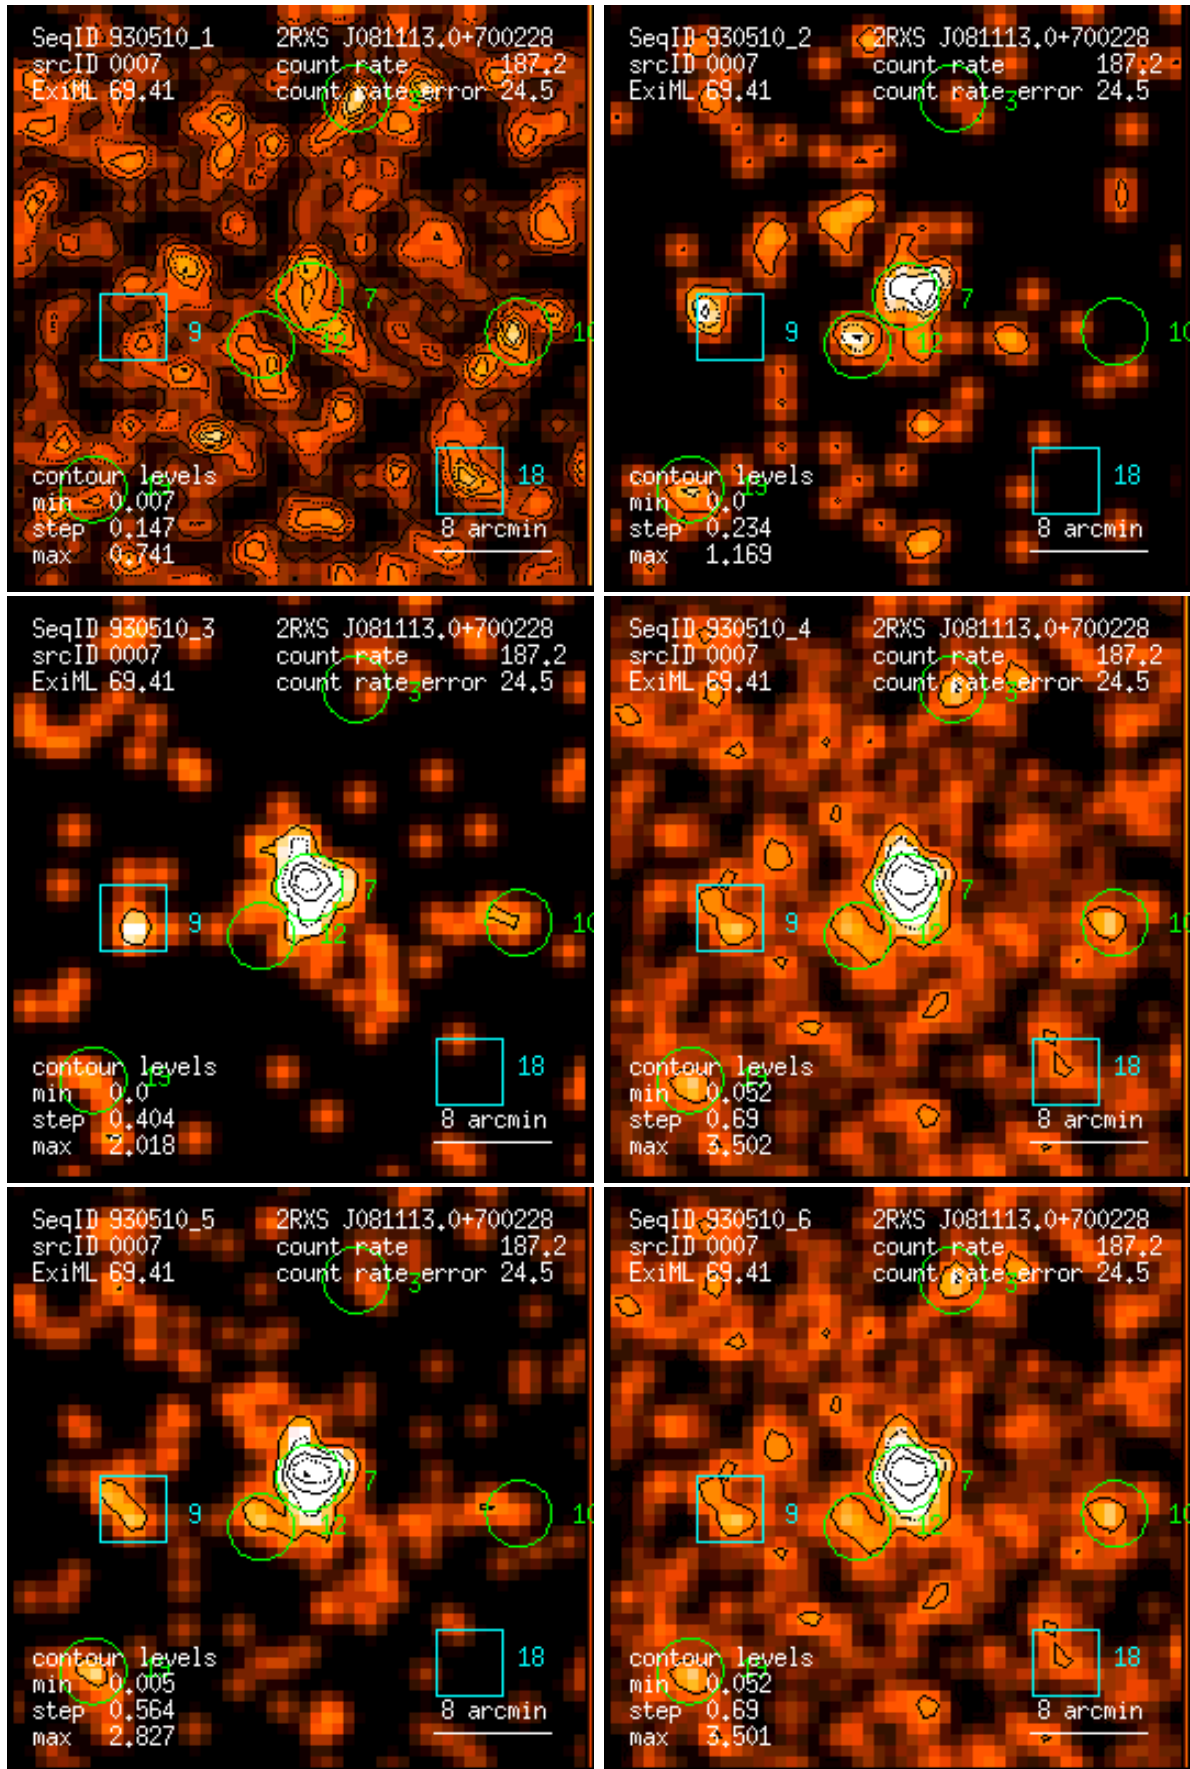 SeqID 930510_1 2RXS J081113.0+700228
srcID 0007 count rate 187.2
ExiML 69.41 count rate error 24.5
3
7
9
10
12
18
contour levels
min 0.007
step 0.147 8 arcmin
max 0.741
SeqID 930510_2 2RXS J081113.0+700228
srcID 0007 count rate 187.2
ExiML 69.41 count rate error 24.5
3
7
9
10
12
18
contour levels
min 0.0
step 0.234 8 arcmin
max 1.169
SeqID 930510_3 2RXS J081113.0+700228
srcID 0007 count rate 187.2
ExiML 69.41 count rate error 24.5
3
7
9
10
12
18
contour levels
min 0.0
step 0.404 8 arcmin
max 2.018
SeqID 930510_4 2RXS J081113.0+700228
srcID 0007 count rate 187.2
ExiML 69.41 count rate error 24.5
3
7
9
10
12
18
contour levels
min 0.052
step 0.69 8 arcmin
max 3.502
SeqID 930510_5 2RXS J081113.0+700228
srcID 0007 count rate 187.2
ExiML 69.41 count rate error 24.5
3
7
9
10
12
18
contour levels
min 0.005
step 0.564 8 arcmin
max 2.827
SeqID 930510_6 2RXS J081113.0+700228
srcID 0007 count rate 187.2
ExiML 69.41 count rate error 24.5
3
7
9
10
12
18
contour levels
min 0.052
step 0.69 8 arcmin
max 3.501